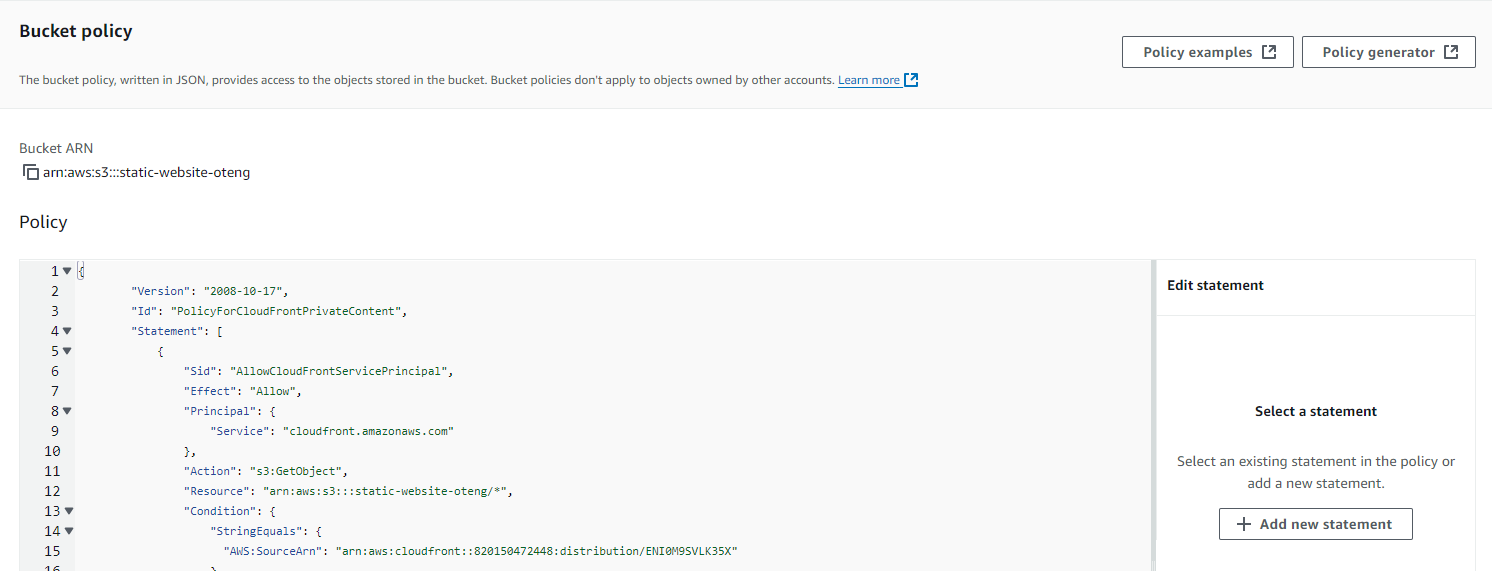 Bucket policy
Policy examples
Policy generator
The bucket policy, written in JSON, provides access to the objects stored in the bucket. Bucket policies don't apply to objects owned by other accounts. Learn more
Bucket ARN
arn:aws:s3:::static-website-oteng
Policy
1 {
2 "Version": "2008-10-17",
3 "Id": "PolicyForCloudFrontPrivateContent",
4 "Statement": [
5 {
6 "Sid": "AllowCloudFrontServicePrincipal",
7 "Effect": "Allow",
8 "Principal": {
9 "Service": "cloudfront.amazonaws.com"
10 },
11 "Action": "s3:GetObject",
12 "Resource": "arn:aws:s3:::static-website-oteng/*",
13 "Condition": {
14 "StringEquals": {
15 "AWS:SourceArn": "arn:aws:cloudfront::820150472448:distribution/ENI0M9SVLK35X"
16 }
Edit statement
Select a statement
Select an existing statement in the policy or
add a new statement.
+ Add new statement